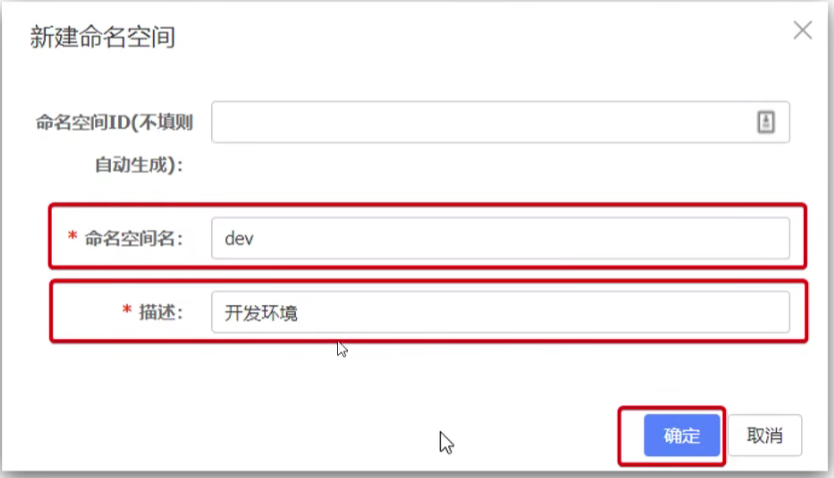 新建命名空间
命名空间ID(不填则
自动生成):
* 命名空间名:
dev
* 描述:
开发环境
确定
取消